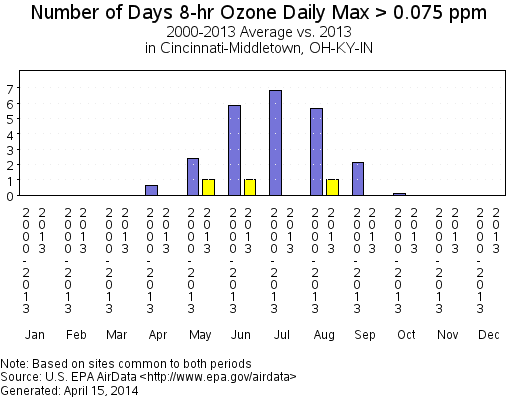 Number of Days 8-hr Ozone Daily Max > 0.075 ppm
2000-2013 Average vs. 2013
in Cincinnati-Middletown, OH-KY-IN
7
6
5
4
3
2
1
0
2000-2013 2013 2000-2013 2013 2000-2013 2013 2000-2013 2013 2000-2013 2013 2000-2013 2013 2000-2013 2013 2000-2013 2013 2000-2013 2013 2000-2013 2013 2000-2013 2013 2000-2013 2013
Jan Feb Mar Apr May Jun Jul Aug Sep Oct Nov Dec
Note: Based on sites common to both periods
Source: U.S. EPA AirData <http://www.epa.gov/airdata>
Generated: April 15, 2014